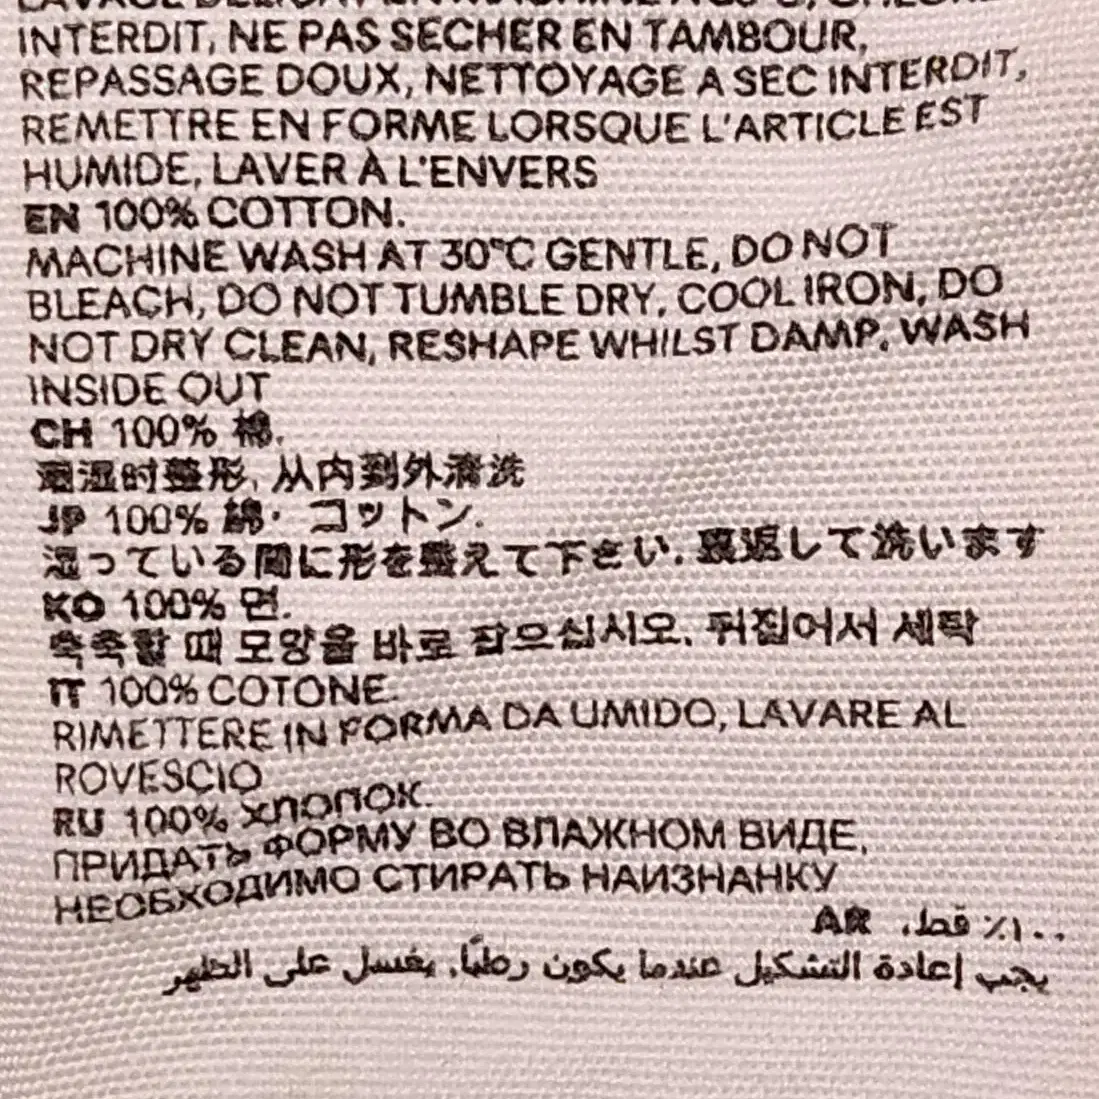 INTERDIT, NE PAS SECHER EN TAMBOUR,
REPASSAGE DOUX, NETTOYAGE A SEC INTERDIT,
REMETTRE EN FORME LORSQUE L'ARTICLE EST
HUMIDE, LAVER À L'ENVERS
EN 100% COTTON.
MACHINE WASH AT 30°C GENTLE, DO NOT
BLEACH, DO NOT TUMBLE DRY, COOL IRON, DO
NOT DRY CLEAN, RESHAPE WHILST DAMP, WASH
INSIDE OUT
CH 100% 棉.
潮湿时整形, 从内到外清洗
JP 100% 綿・ コットン.
湿っている間に形を整えて下さい, 裏返して洗います
KO 100% 면.
축축할 때 모양을 바로 잡으십시오, 뒤집어서 세탁
IT 100% COTONE.
RIMETTERE IN FORMA DA UMIDO, LAVARE AL
ROVESCIO
RU 100% ХЛОПОК.
ПРИДАТЬ ФОРМУ ВО ВЛАЖНОМ ВИДЕ,
НЕОБХОДИМО СТИРАТЬ НАИЗНАНКУ
AR ١٠٠٪ قطن.
يجب إعادة التشكيل عندما يكون رطبًا. يغسل على الظهر